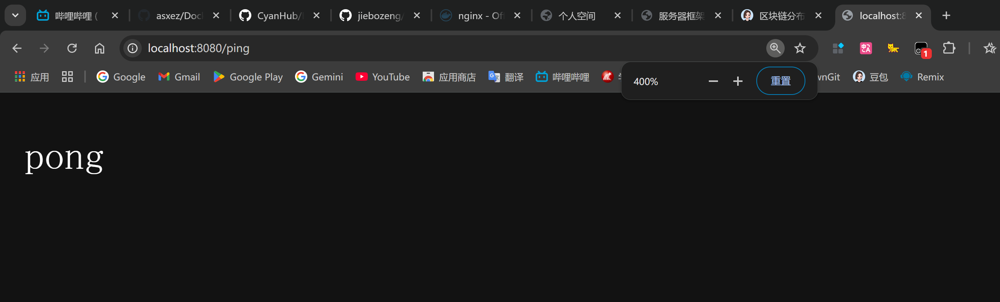 哔哩哔哩 (
asxez/Doc
CyanHub/
jiebozeng/
nginx - Of
个人空间
服务器框架
区块链分布
localhost:8
localhost:8080/ping
1
应用
Google
Gmail
Google Play
Gemini
YouTube
应用商店
翻译
哔哩哔哩
wnGit
豆包
Remix
400%
重置
pong